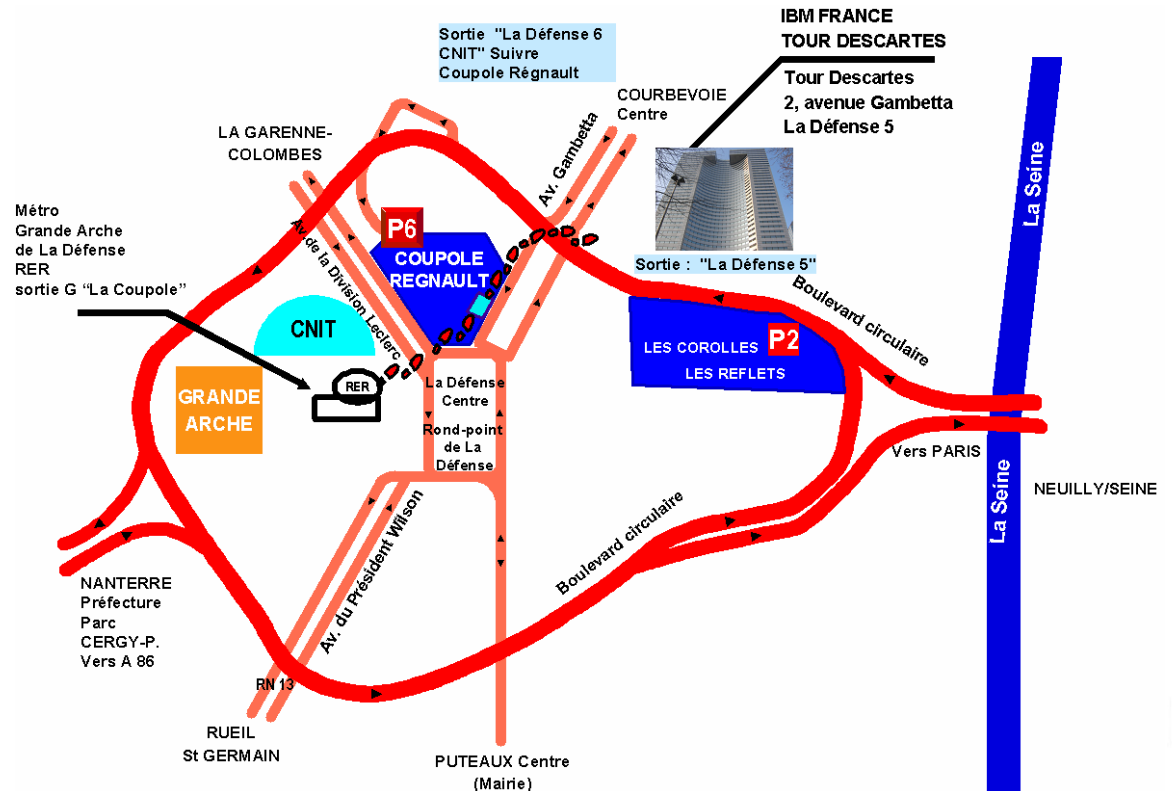 IBM FRANCE
TOUR DESCARTES
Tour Descartes
2, avenue Gambetta
La Défense 5
Sortie "La Défense 6
CNIT" Suivre
Coupole Régnault
COURBEVOIE
Centre
LA GARENNE-
COLOMBES
Av. Gambetta
La Seine
Métro
Grande Arche
de La Défense
RER
sortie G “La Coupole”
P6
COUPOLE
REGNAULT
Av. de la Division Leclerc
Sortie : "La Défense 5"
Boulevard circulaire
CNIT
P2
LES COROLLES
LES REFLETS
RER
GRANDE
ARCHE
La Défense
Centre
Rond-point
de La
Défense
Vers PARIS
La Seine
NEUILLY/SEINE
Boulevard circulaire
Av. du Président Wilson
NANTERRE
Préfecture
Parc
CERGY-P.
Vers A 86
RN 13
RUEIL
St GERMAIN
PUTEAUX Centre
(Mairie)